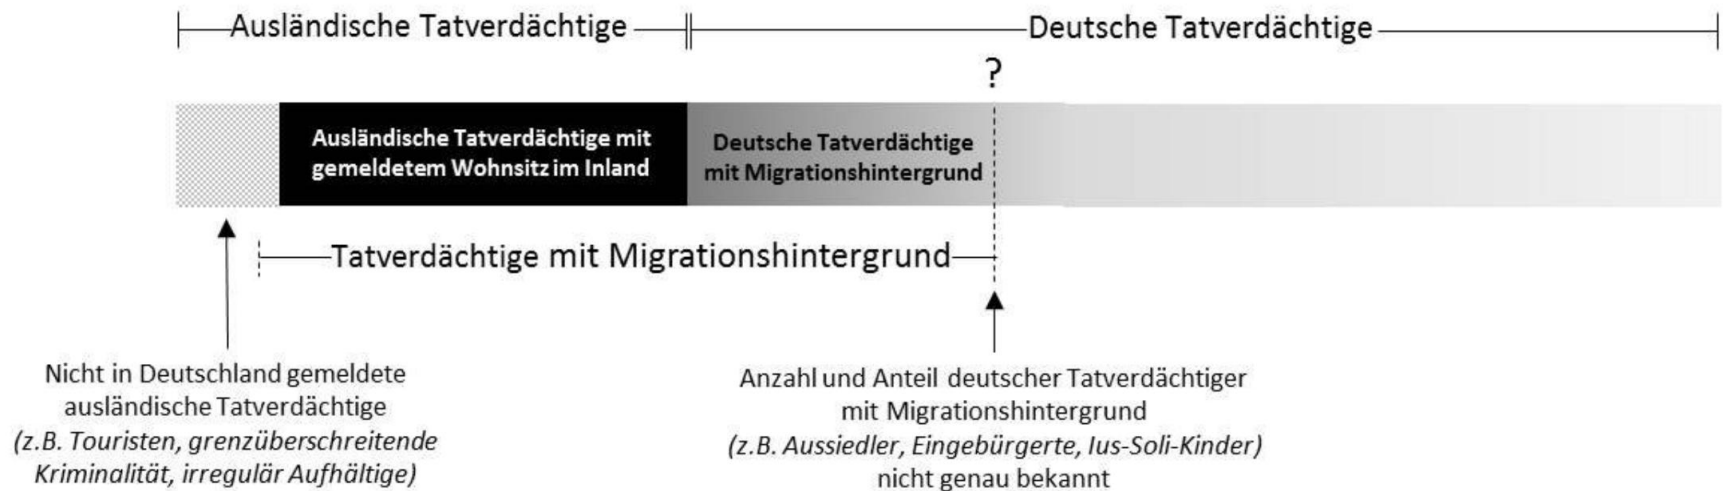 Ausländische Tatverdächtige
Deutsche Tatverdächtige
?
Ausländische Tatverdächtige mit
gemeldetem Wohnsitz im Inland
Deutsche Tatverdächtige
mit Migrationshintergrund
Tatverdächtige mit Migrationshintergrund
Nicht in Deutschland gemeldete
ausländische Tatverdächtige
(z.B. Touristen, grenzüberschreitende
Kriminalität, irregulär Aufhältige)
Anzahl und Anteil deutscher Tatverdächtiger
mit Migrationshintergrund
(z.B. Aussiedler, Eingebürgerte, Ius-Soli-Kinder)
nicht genau bekannt